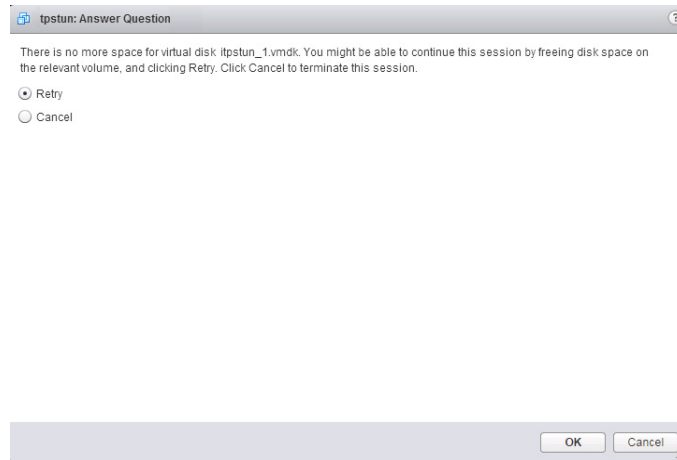 tpstun: Answer Question
?
There is no more space for virtual disk itpstun_1.vmdk. You might be able to continue this session by freeing disk space on
the relevant volume, and clicking Retry. Click Cancel to terminate this session.
Retry
Cancel
OK
Cancel